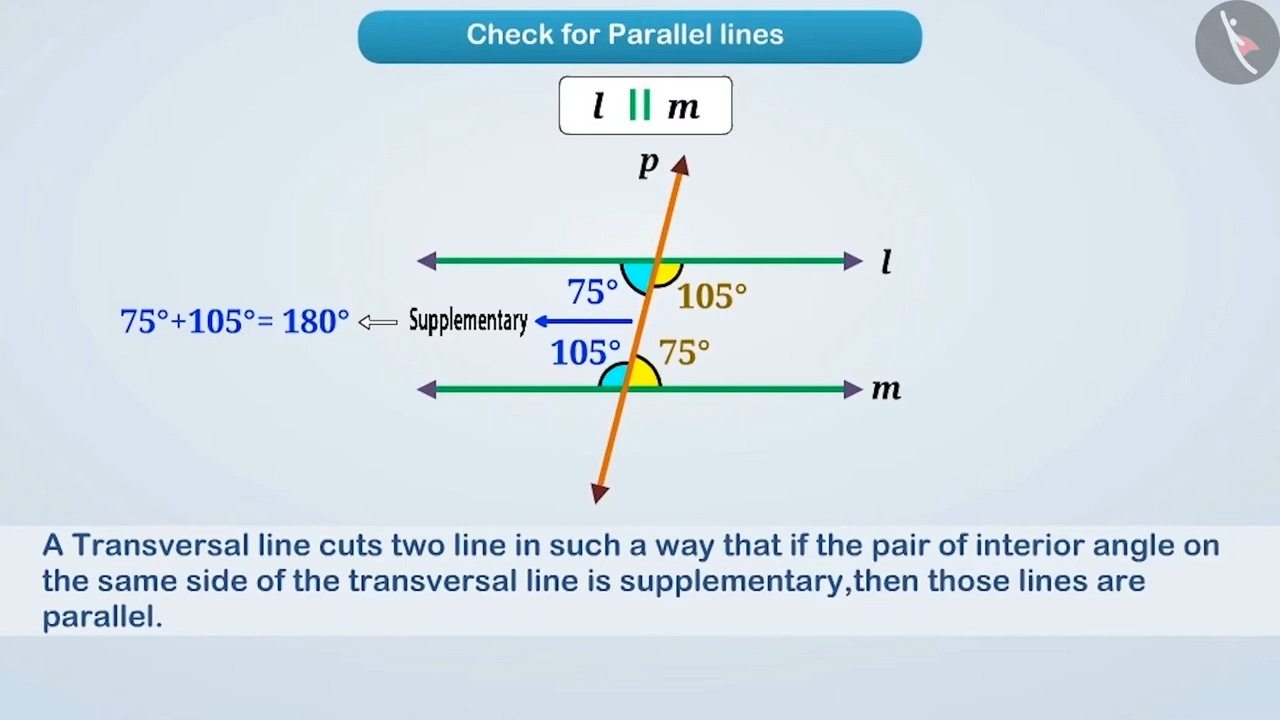 Check for Parallel lines
l || m
p
l
75° 105°
75°+105°= 180° Supplementary
105° 75°
m
A Transversal line cuts two line in such a way that if the pair of interior angle on
the same side of the transversal line is supplementary,then those lines are
parallel.